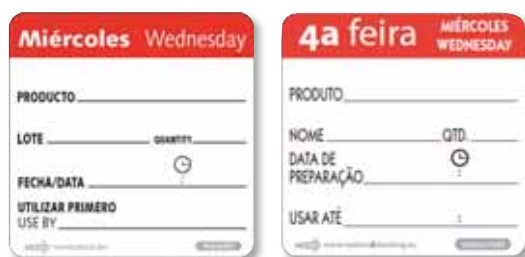 Miércoles Wednesday
PRODUCTO
LOTE QUANTITY
FECHA/DATA :
UTILIZAR PRIMERO
USE BY
4a feira MIÉRCOLES WEDNESDAY
PRODUTO
NOME QTD.
DATA DE
PREPARAÇÃO :
USAR ATÉ :